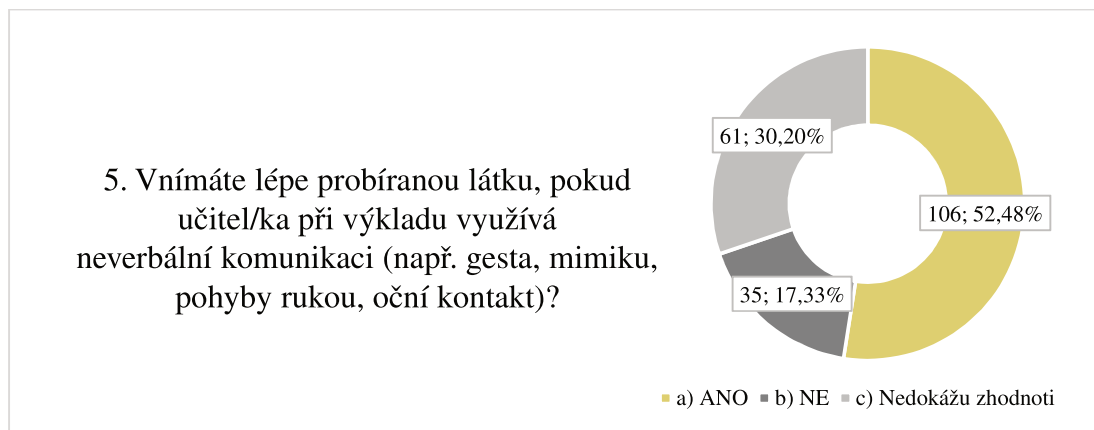 5. Vnímáte lépe probíranou látku, pokud
učitel/ka při výkladu využívá
neverbální komunikaci (např. gesta, mimiku,
pohyby rukou, oční kontakt)?
61; 30,20%
106; 52,48%
35; 17,33%
a) ANO b) NE c) Nedokážu zhodnoti